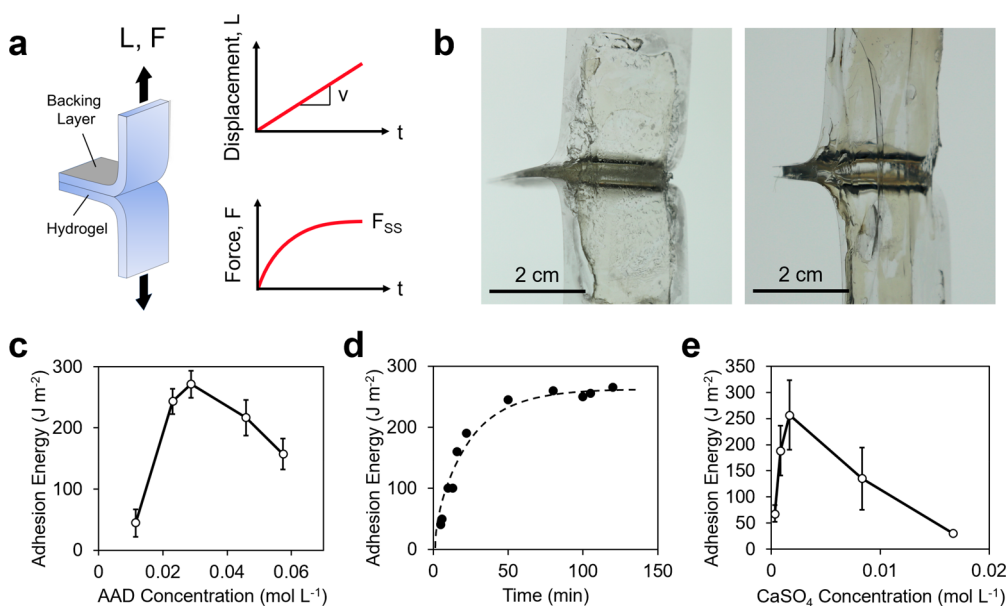 a
L, F
Backing
Layer
Hydrogel
Displacement, L
v
t
Force, F
FSS
t
b
2 cm
2 cm
c
Adhesion Energy (J m-2)
300
200
100
0
0
0.02
0.04
0.06
AAD Concentration (mol L-1)
d
Adhesion Energy (J m-2)
300
200
100
0
0
50
100
150
Time (min)
e
Adhesion Energy (J m-2)
350
300
250
200
150
100
50
0
0
0.01
0.02
CaSO4 Concentration (mol L-1)